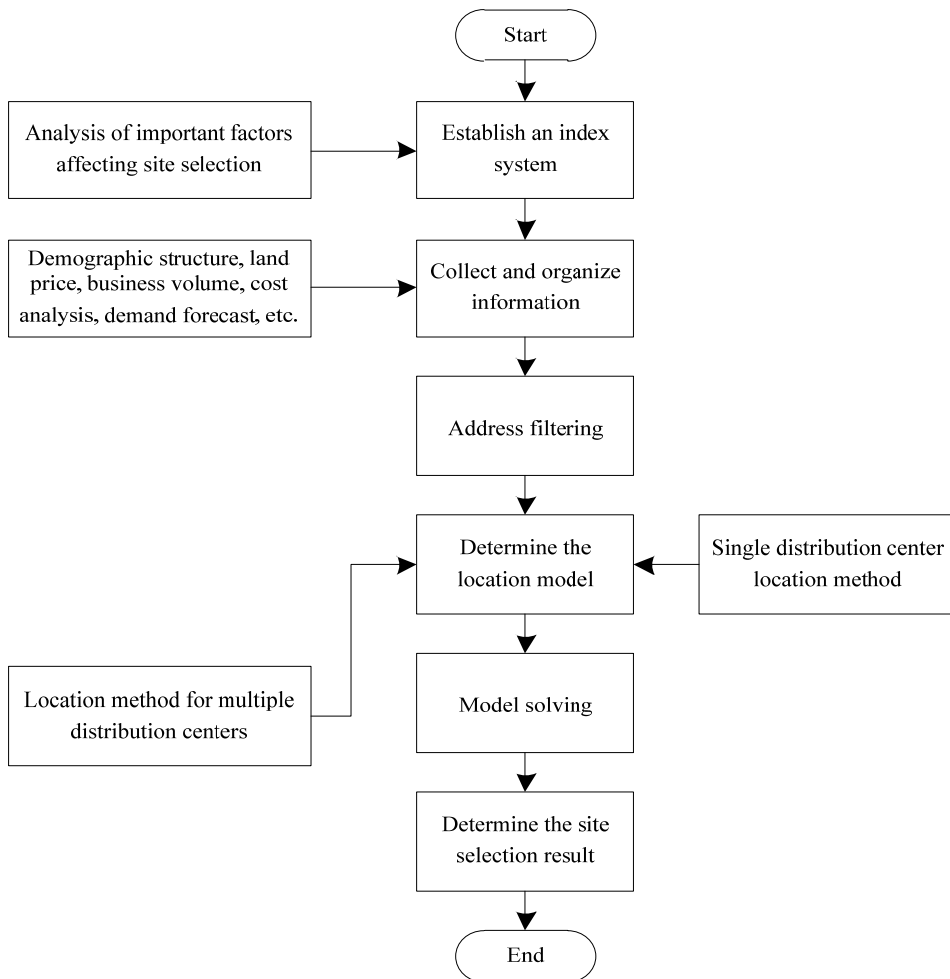 Start
Analysis of important factors
affecting site selection
Establish an index
system
Demographic structure, land
price, business volume, cost
analysis, demand forecast, etc.
Collect and organize
information
Address filtering
Determine the
location model
Single distribution center
location method
Location method for multiple
distribution centers
Model solving
Determine the site
selection result
End